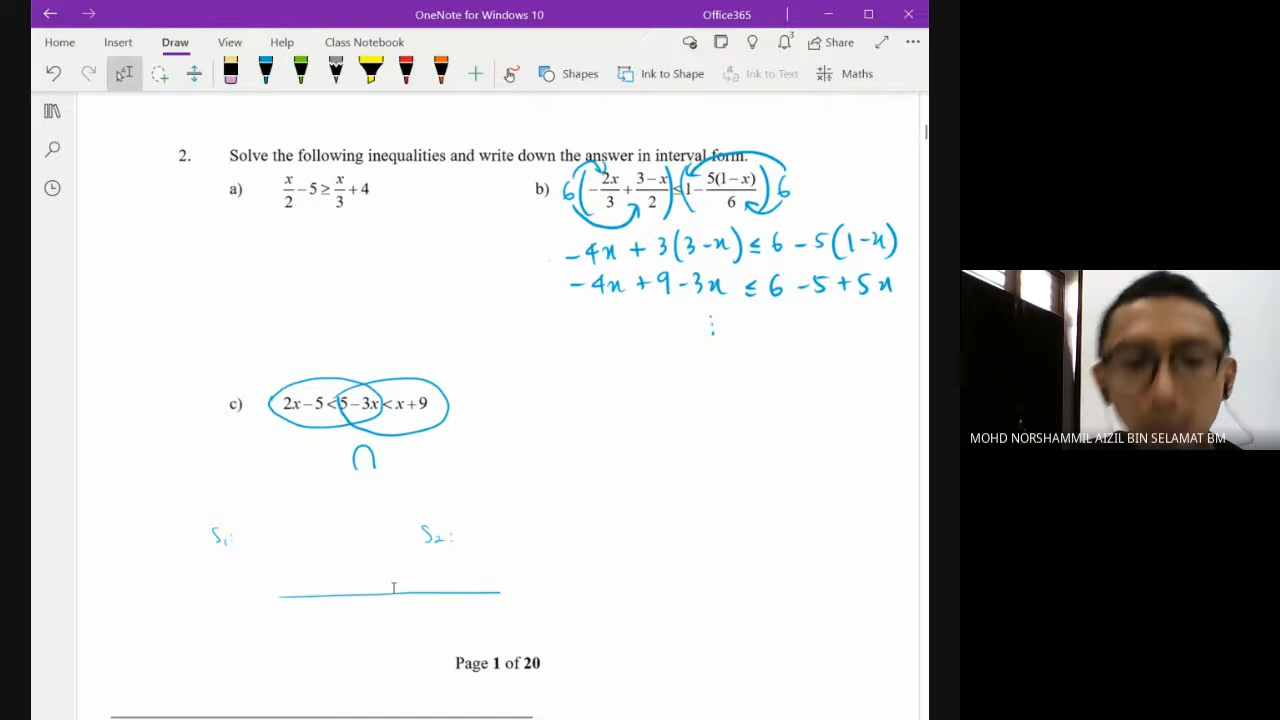 OneNote for Windows 10
Office365
Home Insert Draw View Help Class Notebook
Share
Shapes Ink to Shape Ink to Text Maths
2. Solve the following inequalities and write down the answer in interval form.
a) x/2 − 5 ≥ x/3 + 4
b) 6(−2x/3 + (3−x)/2) ≤ (1 − 5(1−x)/6)6
−4x + 3(3−x) ≤ 6 − 5(1−x)
−4x + 9 − 3x ≤ 6 − 5 + 5x
⋮
c) 2x − 5 < 5 − 3x < x + 9
∩
S₁: S₂:
Page 1 of 20
MOHD NORSHAMMIL AIZIL BIN SELAMAT BM
3